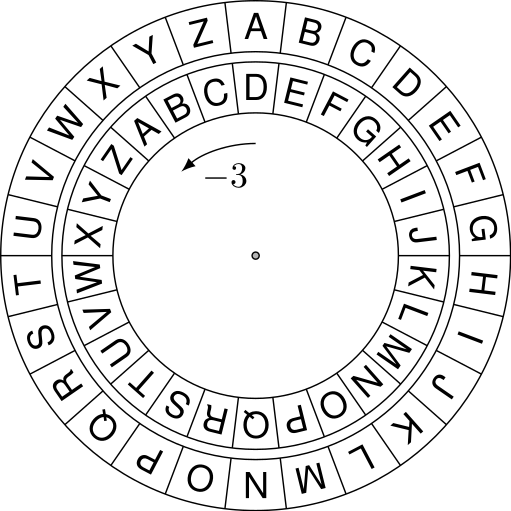 A B C D E F G H I J K L M N O P Q R S T U V W X Y Z
D E F G H I J K L M N O P Q R S T U V W X Y Z A B C
−3